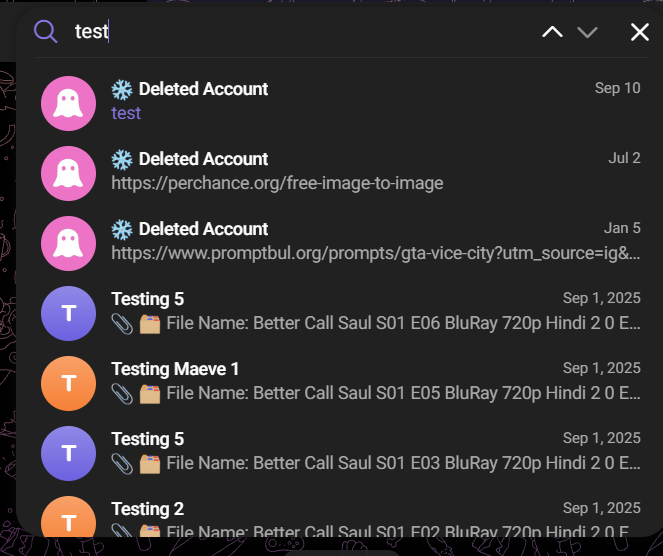 test
Deleted Account
Sep 10
test
Deleted Account
Jul 2
https://perchance.org/free-image-to-image
Deleted Account
Jan 5
https://www.promptbul.org/prompts/gta-vice-city?utm_source=ig&...
T
Testing 5
Sep 1, 2025
File Name: Better Call Saul S01 E06 BluRay 720p Hindi 2 0 E...
T
Testing Maeve 1
Sep 1, 2025
File Name: Better Call Saul S01 E05 BluRay 720p Hindi 2 0 E...
T
Testing 5
Sep 1, 2025
File Name: Better Call Saul S01 E03 BluRay 720p Hindi 2 0 E...
T
Testing 2
Sep 1, 2025
File Name: Better Call Saul S01 E02 BluRay 720p Hindi 2 0 E...